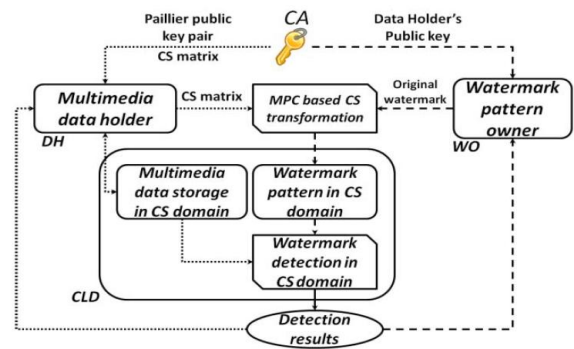 Paillier public
key pair
CS matrix
CA
Data Holder's
Public key
Multimedia
data holder
DH
CS matrix
MPC based CS
transformation
Original
watermark
Watermark
pattern
owner
WO
Multimedia
data storage
in CS domain
Watermark
pattern in CS
domain
Watermark
detection in
CS domain
CLD
Detection
results